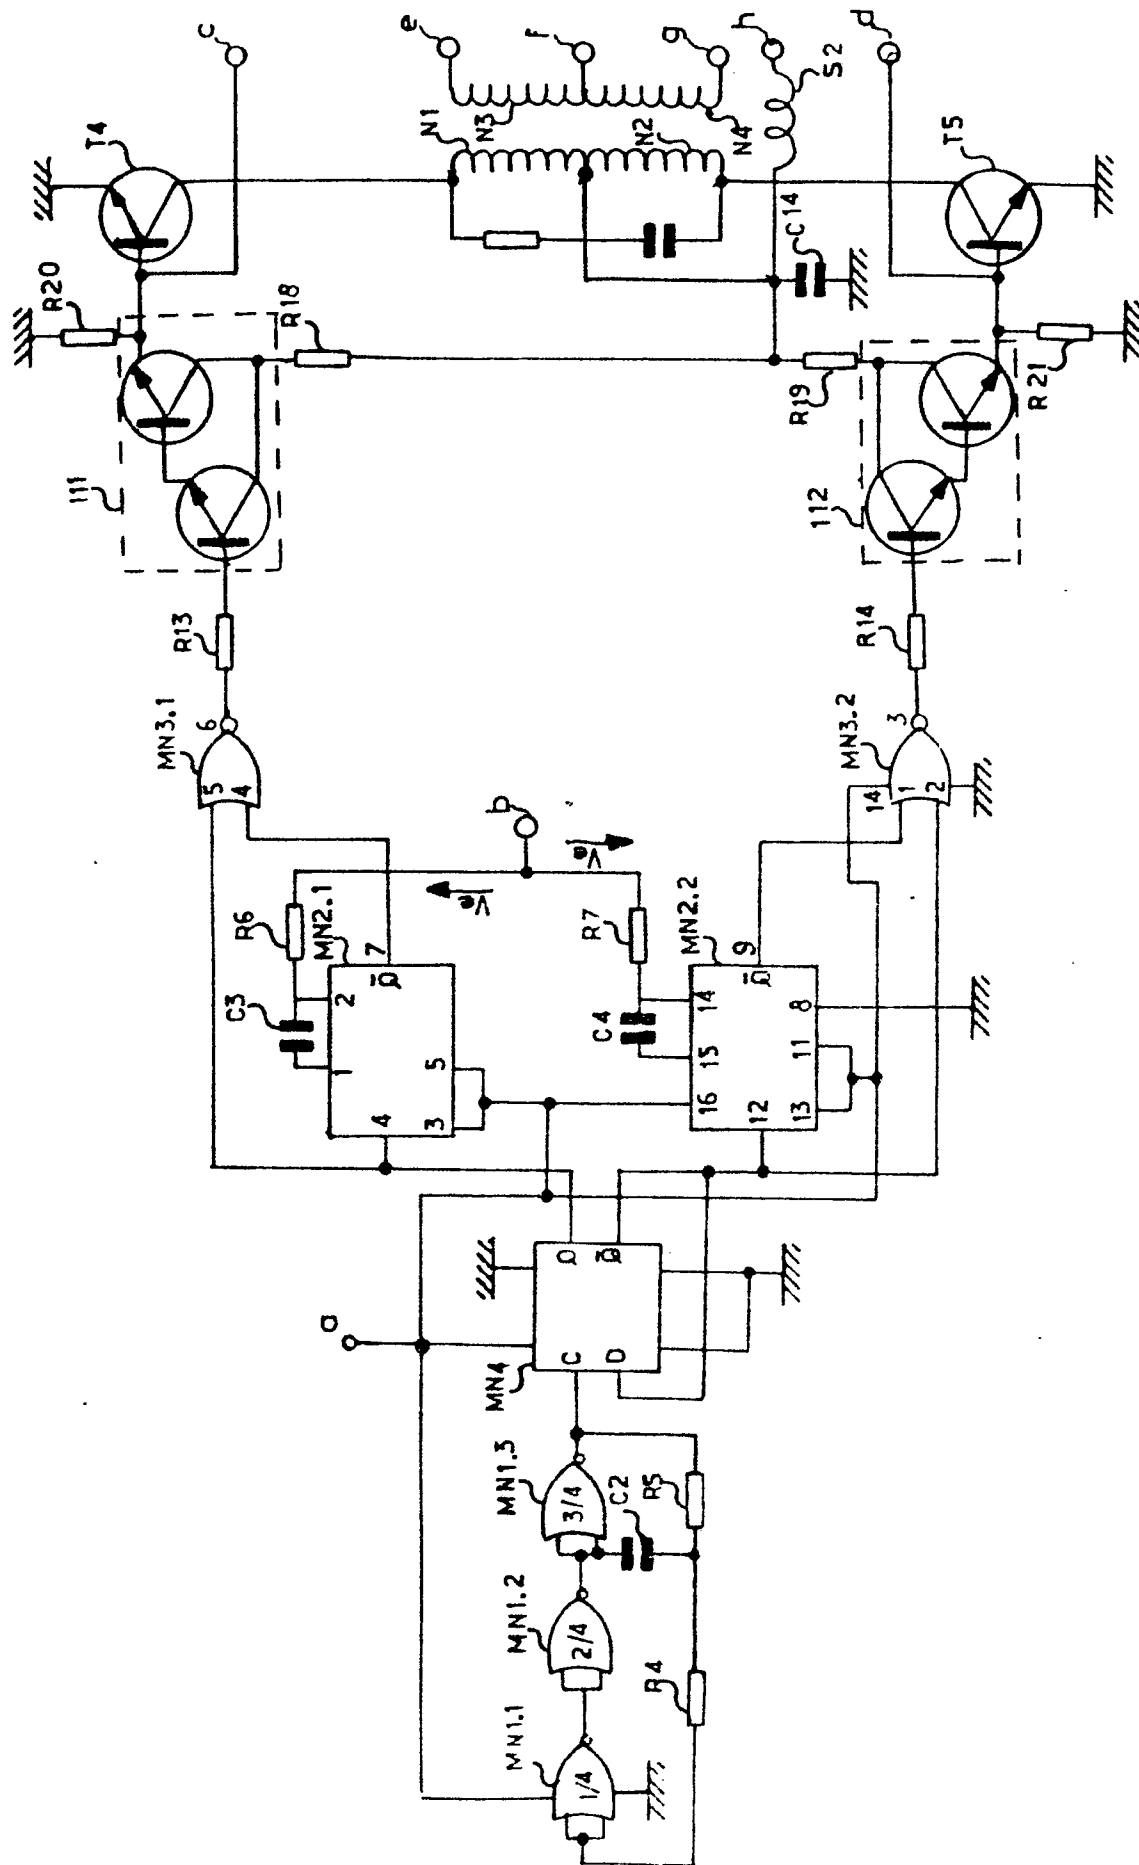 c
e
f
g
h
d
T4
N1
N3
N2
N4
S2
T5
R20
R18
C14
R19
R21
111
112
R13
R14
MN3.1
6
5
4
MN3.2
3
14
1
2
b
Ve
Ve
R6
C3
MN2.1
7
Q
2
1
4
5
3
R7
C4
MN2.2
9
Q
14
15
16
12
8
11
13
a
MN4
Q
Q
C
D
MN1.3
3/4
MN1.2
2/4
MN1.1
1/4
C2
R5
R4